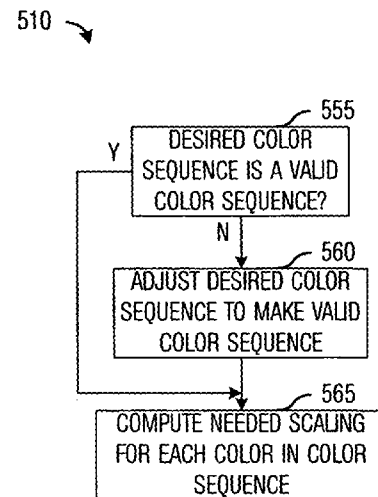 510
555
DESIRED COLOR
SEQUENCE IS A VALID
COLOR SEQUENCE?
Y
N
560
ADJUST DESIRED COLOR
SEQUENCE TO MAKE VALID
COLOR SEQUENCE
565
COMPUTE NEEDED SCALING
FOR EACH COLOR IN COLOR
SEQUENCE